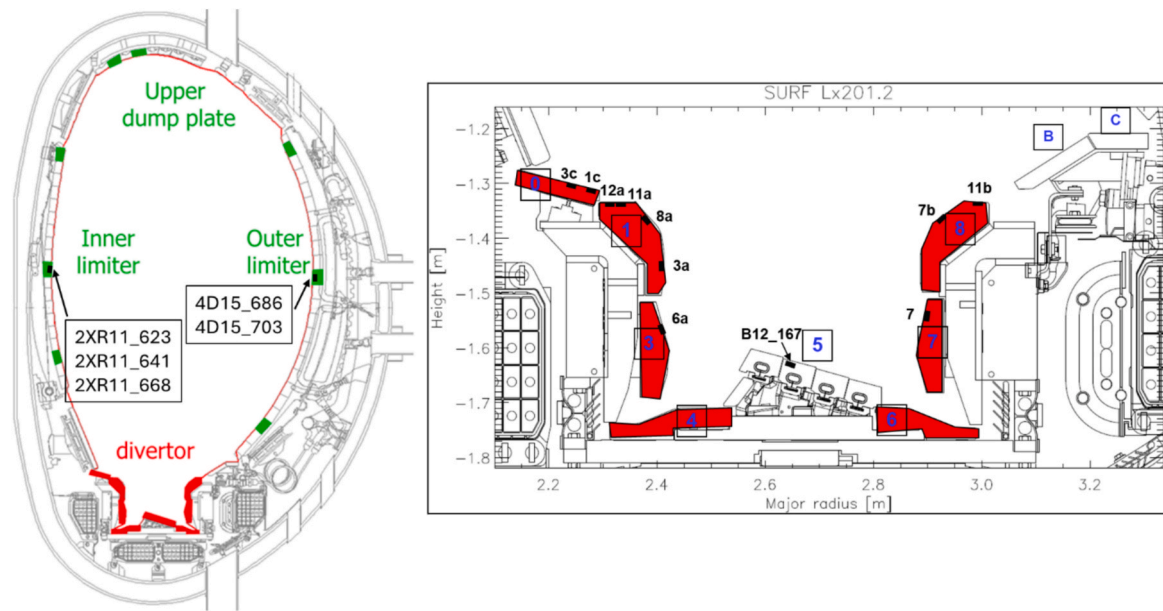 Upper
dump plate
Inner
limiter
Outer
limiter
4D15_686
4D15_703
2XR11_623
2XR11_641
2XR11_668
divertor
SURF Lx201.2
Height [m]
−1.2
−1.3
−1.4
−1.5
−1.6
−1.7
−1.8
0
3c
1c
12a
11a
8a
1
3a
6a
3
B12_167
5
4
6
7
7
7b
11b
8
B
C
2.2
2.4
2.6
2.8
3.0
3.2
Major radius [m]